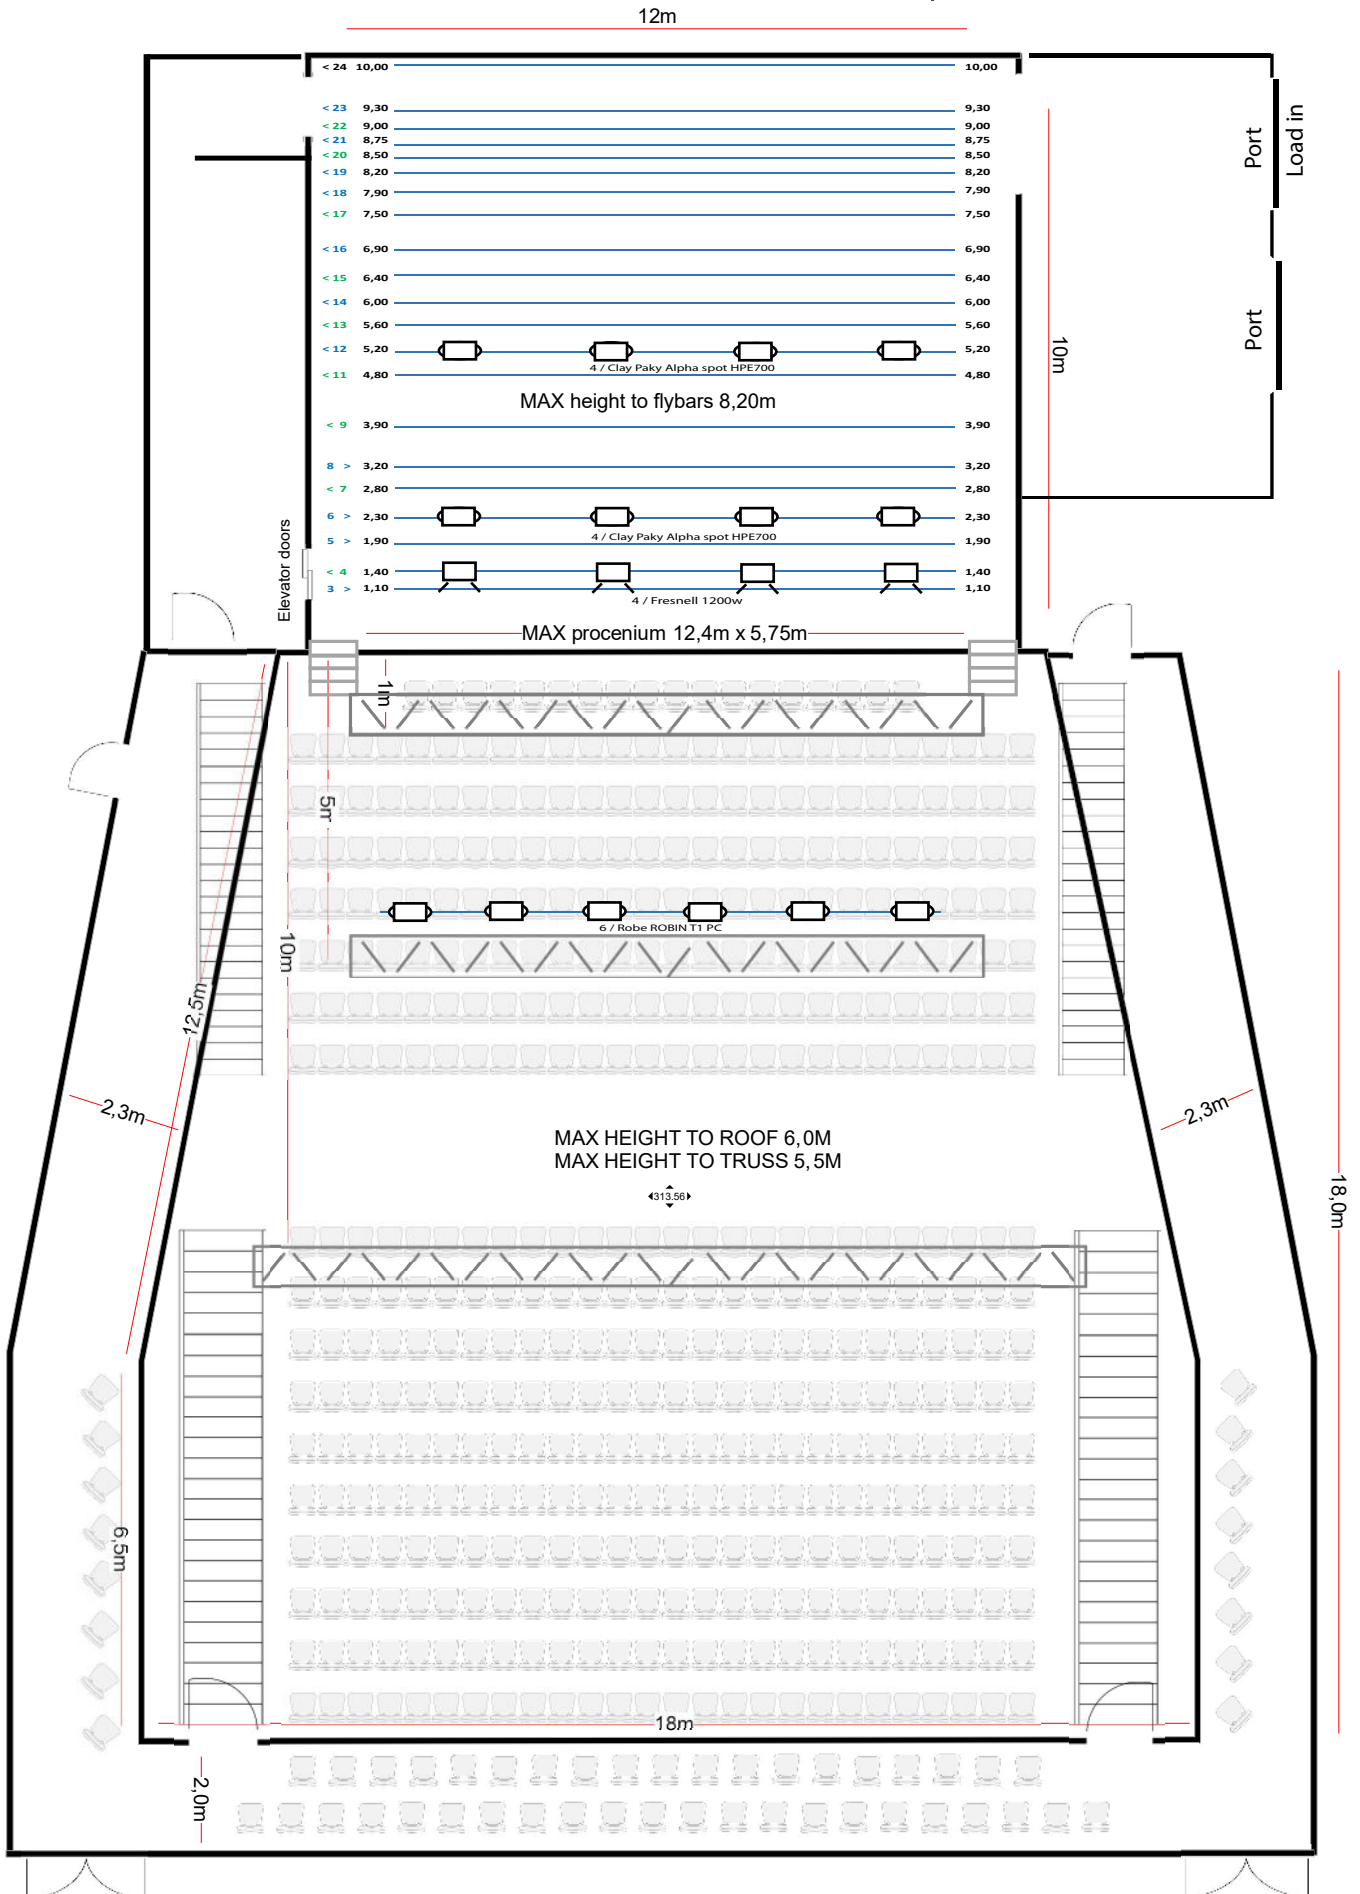 12m
< 24 10,00 10,00
< 23 9,30 9,30
< 22 9,00 9,00
< 21 8,75 8,75
< 20 8,50 8,50
< 19 8,20 8,20
< 18 7,90 7,90
< 17 7,50 7,50
< 16 6,90 6,90
< 15 6,40 6,40
< 14 6,00 6,00
< 13 5,60 5,60
< 12 5,20 5,20
4 / Clay Paky Alpha spot HPE700
< 11 4,80 4,80
MAX height to flybars 8,20m
< 9 3,90 3,90
8 > 3,20 3,20
< 7 2,80 2,80
6 > 2,30 2,30
4 / Clay Paky Alpha spot HPE700
5 > 1,90 1,90
< 4 1,40 1,40
3 > 1,10 1,10
4 / Fresnell 1200w
Elevator doors
10m
Port
Load in
Port
MAX procenium 12,4m x 5,75m
1m
5m
10m
12,5m
6 / Robe ROBIN T1 PC
2,3m
2,3m
MAX HEIGHT TO ROOF 6,0M
MAX HEIGHT TO TRUSS 5,5M
313.56
18,0m
6,5m
18m
2,0m